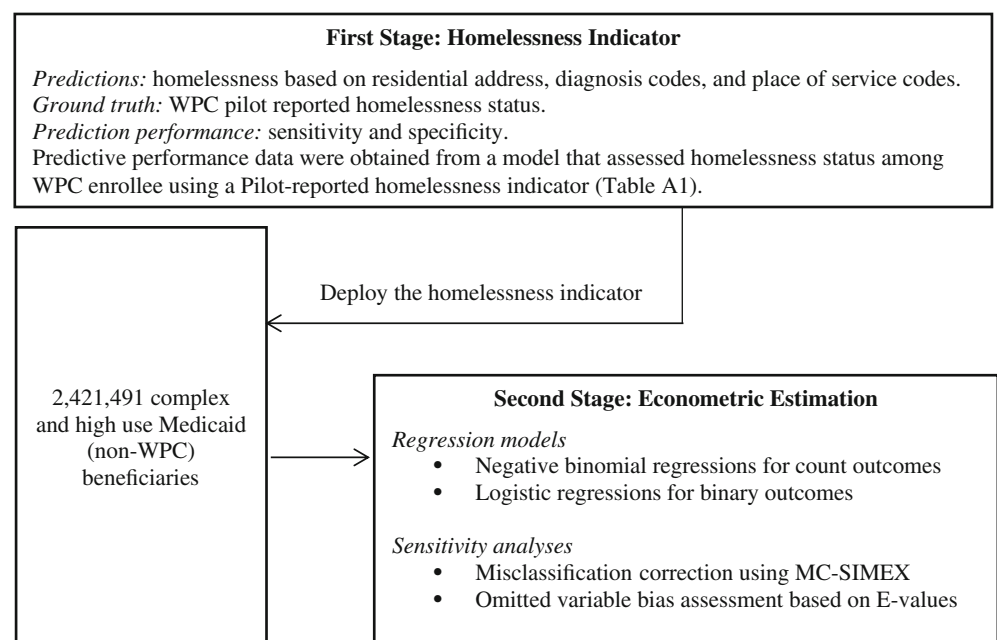 First Stage: Homelessness Indicator
Predictions: homelessness based on residential address, diagnosis codes, and place of service codes.
Ground truth: WPC pilot reported homelessness status.
Prediction performance: sensitivity and specificity.
Predictive performance data were obtained from a model that assessed homelessness status among
WPC enrollee using a Pilot-reported homelessness indicator (Table A1).
Deploy the homelessness indicator
2,421,491 complex
and high use Medicaid
(non-WPC)
beneficiaries
Second Stage: Econometric Estimation
Regression models
• Negative binomial regressions for count outcomes
• Logistic regressions for binary outcomes
Sensitivity analyses
• Misclassification correction using MC-SIMEX
• Omitted variable bias assessment based on E-values